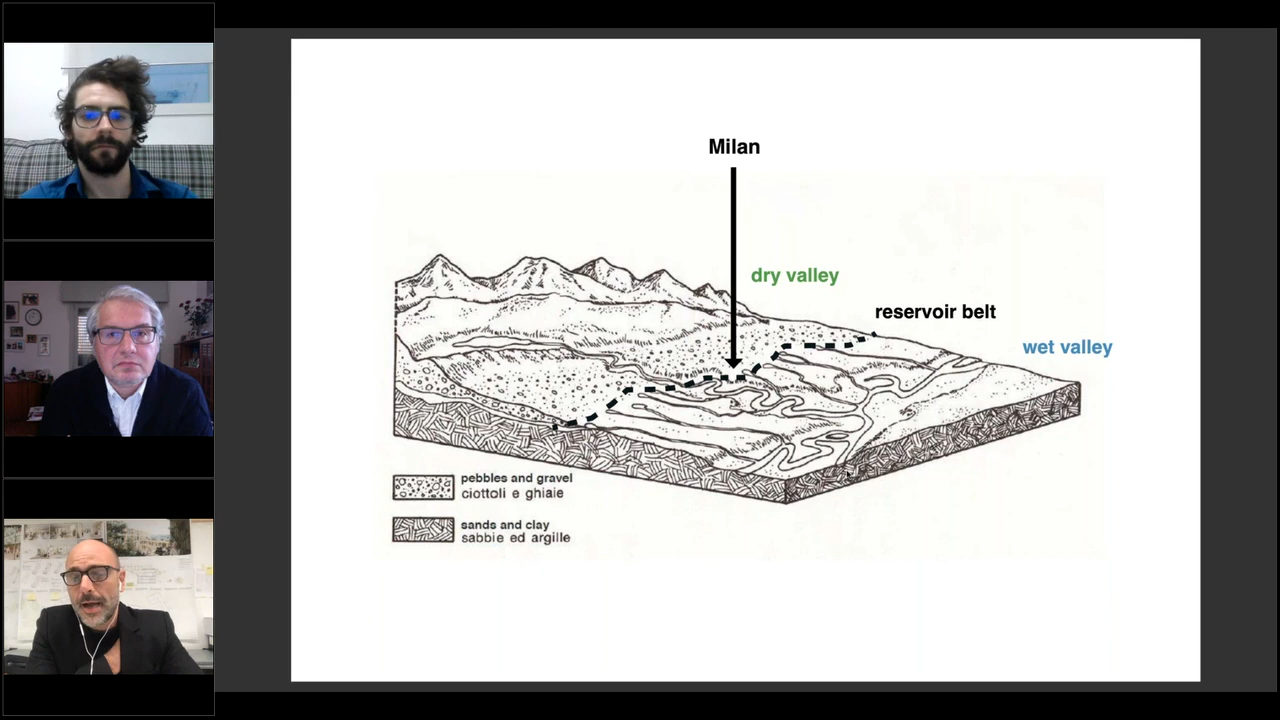 Milan
dry valley
reservoir belt
wet valley
pebbles and gravel
ciottoli e ghiaie
sands and clay
sabbie ed argille